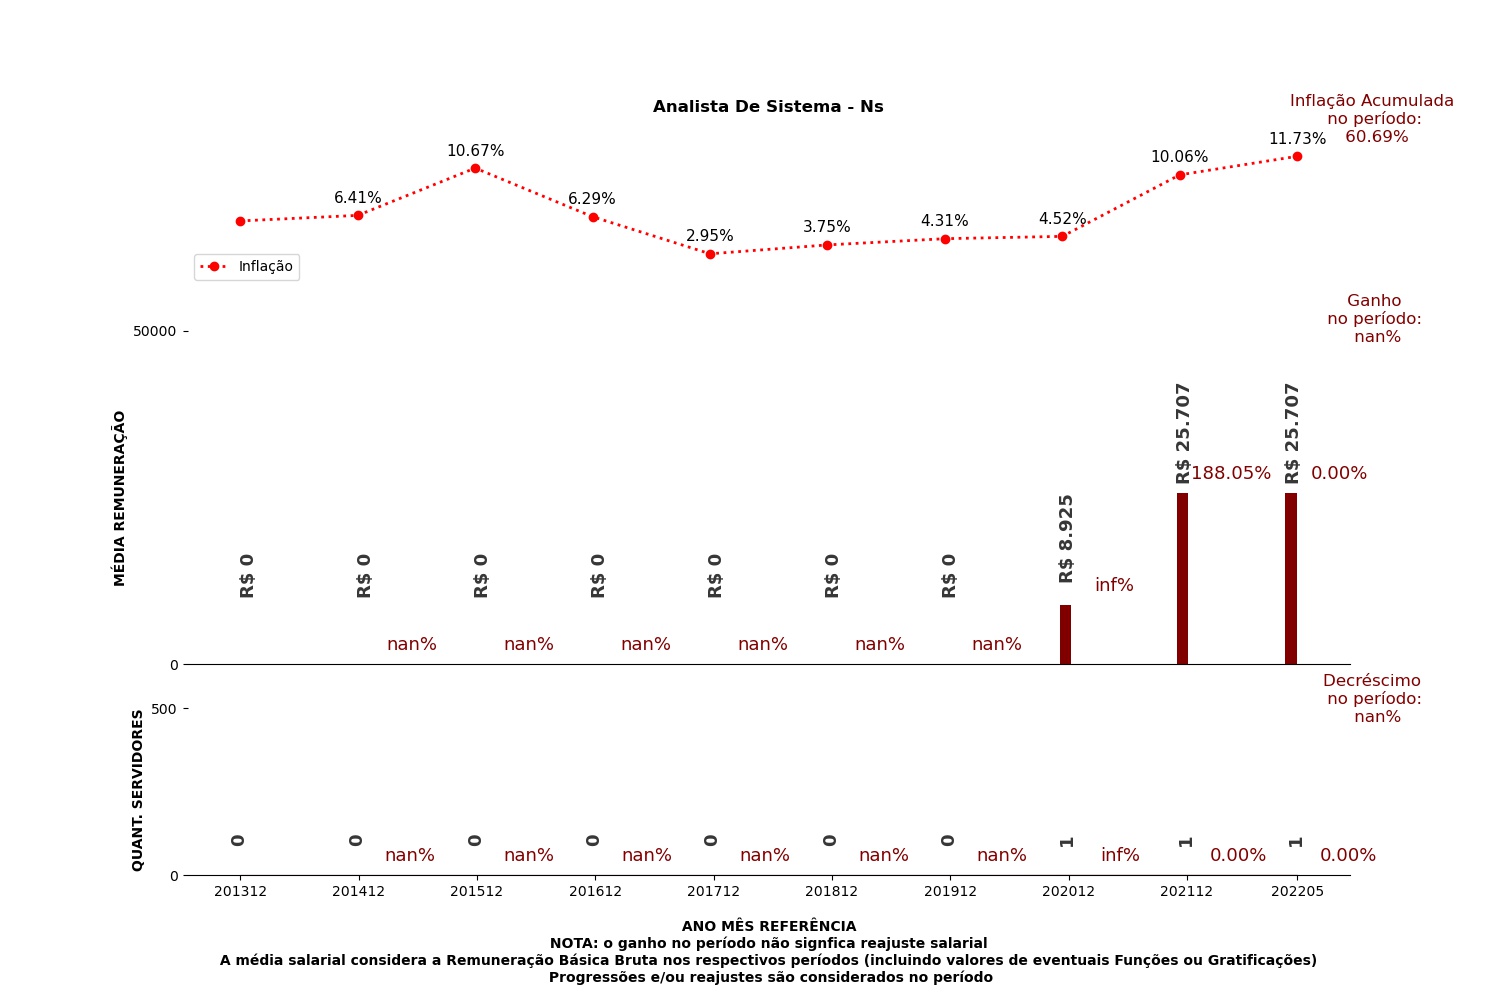 Analista De Sistema - Ns
Inflação Acumulada
no período:
60.69%
6.41%
10.67%
6.29%
2.95%
3.75%
4.31%
4.52%
10.06%
11.73%
Inflação
Ganho
no período:
nan%
50000
0
MÉDIA REMUNERAÇÃO
R$ 0
R$ 0
R$ 0
R$ 0
R$ 0
R$ 0
R$ 0
R$ 8.925
R$ 25.707
R$ 25.707
nan%
nan%
nan%
nan%
nan%
nan%
inf%
188.05%
0.00%
Decréscimo
no período:
nan%
500
0
QUANT. SERVIDORES
0
0
0
0
0
0
0
1
1
1
nan%
nan%
nan%
nan%
nan%
nan%
inf%
0.00%
0.00%
201312
201412
201512
201612
201712
201812
201912
202012
202112
202205
ANO MÊS REFERÊNCIA
NOTA: o ganho no período não signfica reajuste salarial
A média salarial considera a Remuneração Básica Bruta nos respectivos períodos (incluindo valores de eventuais Funções ou Gratificações)
Progressões e/ou reajustes são considerados no período